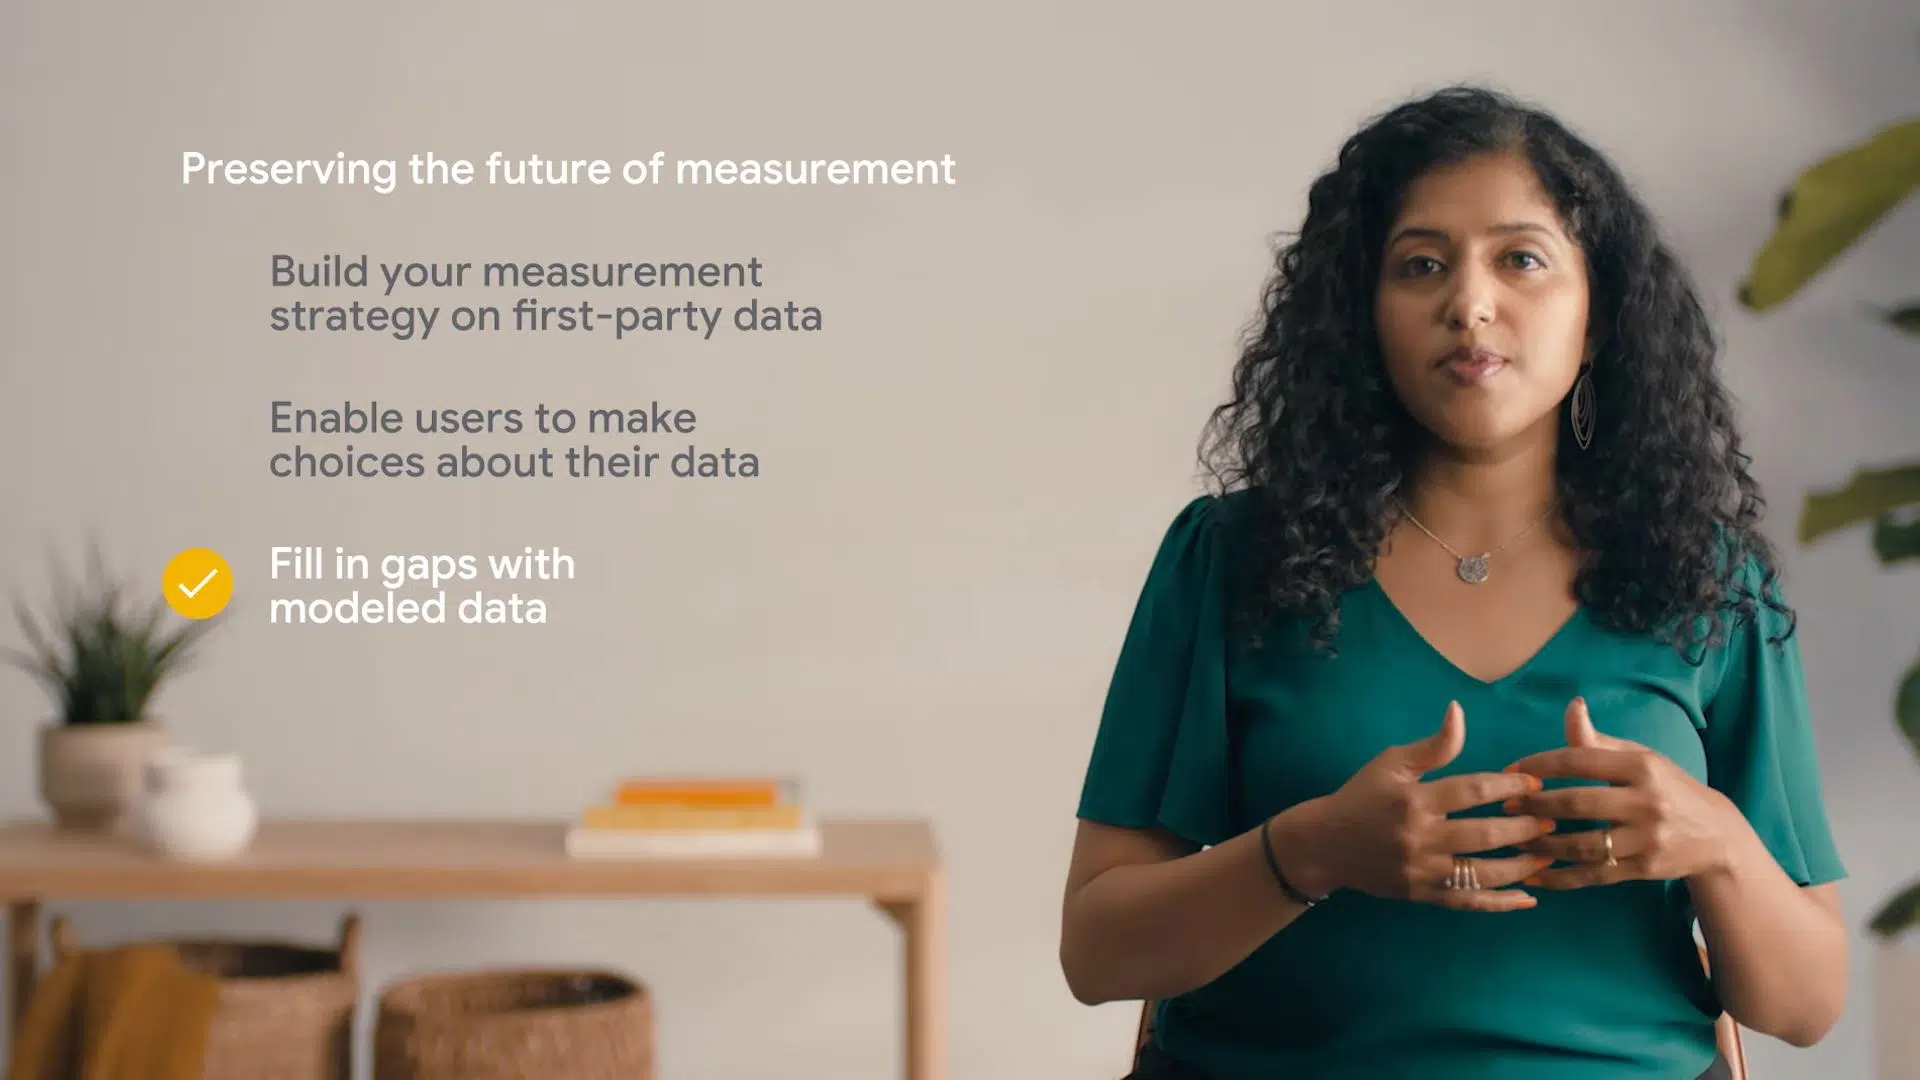 Preserving the future of measurement
Build your measurement
strategy on first-party data
Enable users to make
choices about their data
Fill in gaps with
modeled data